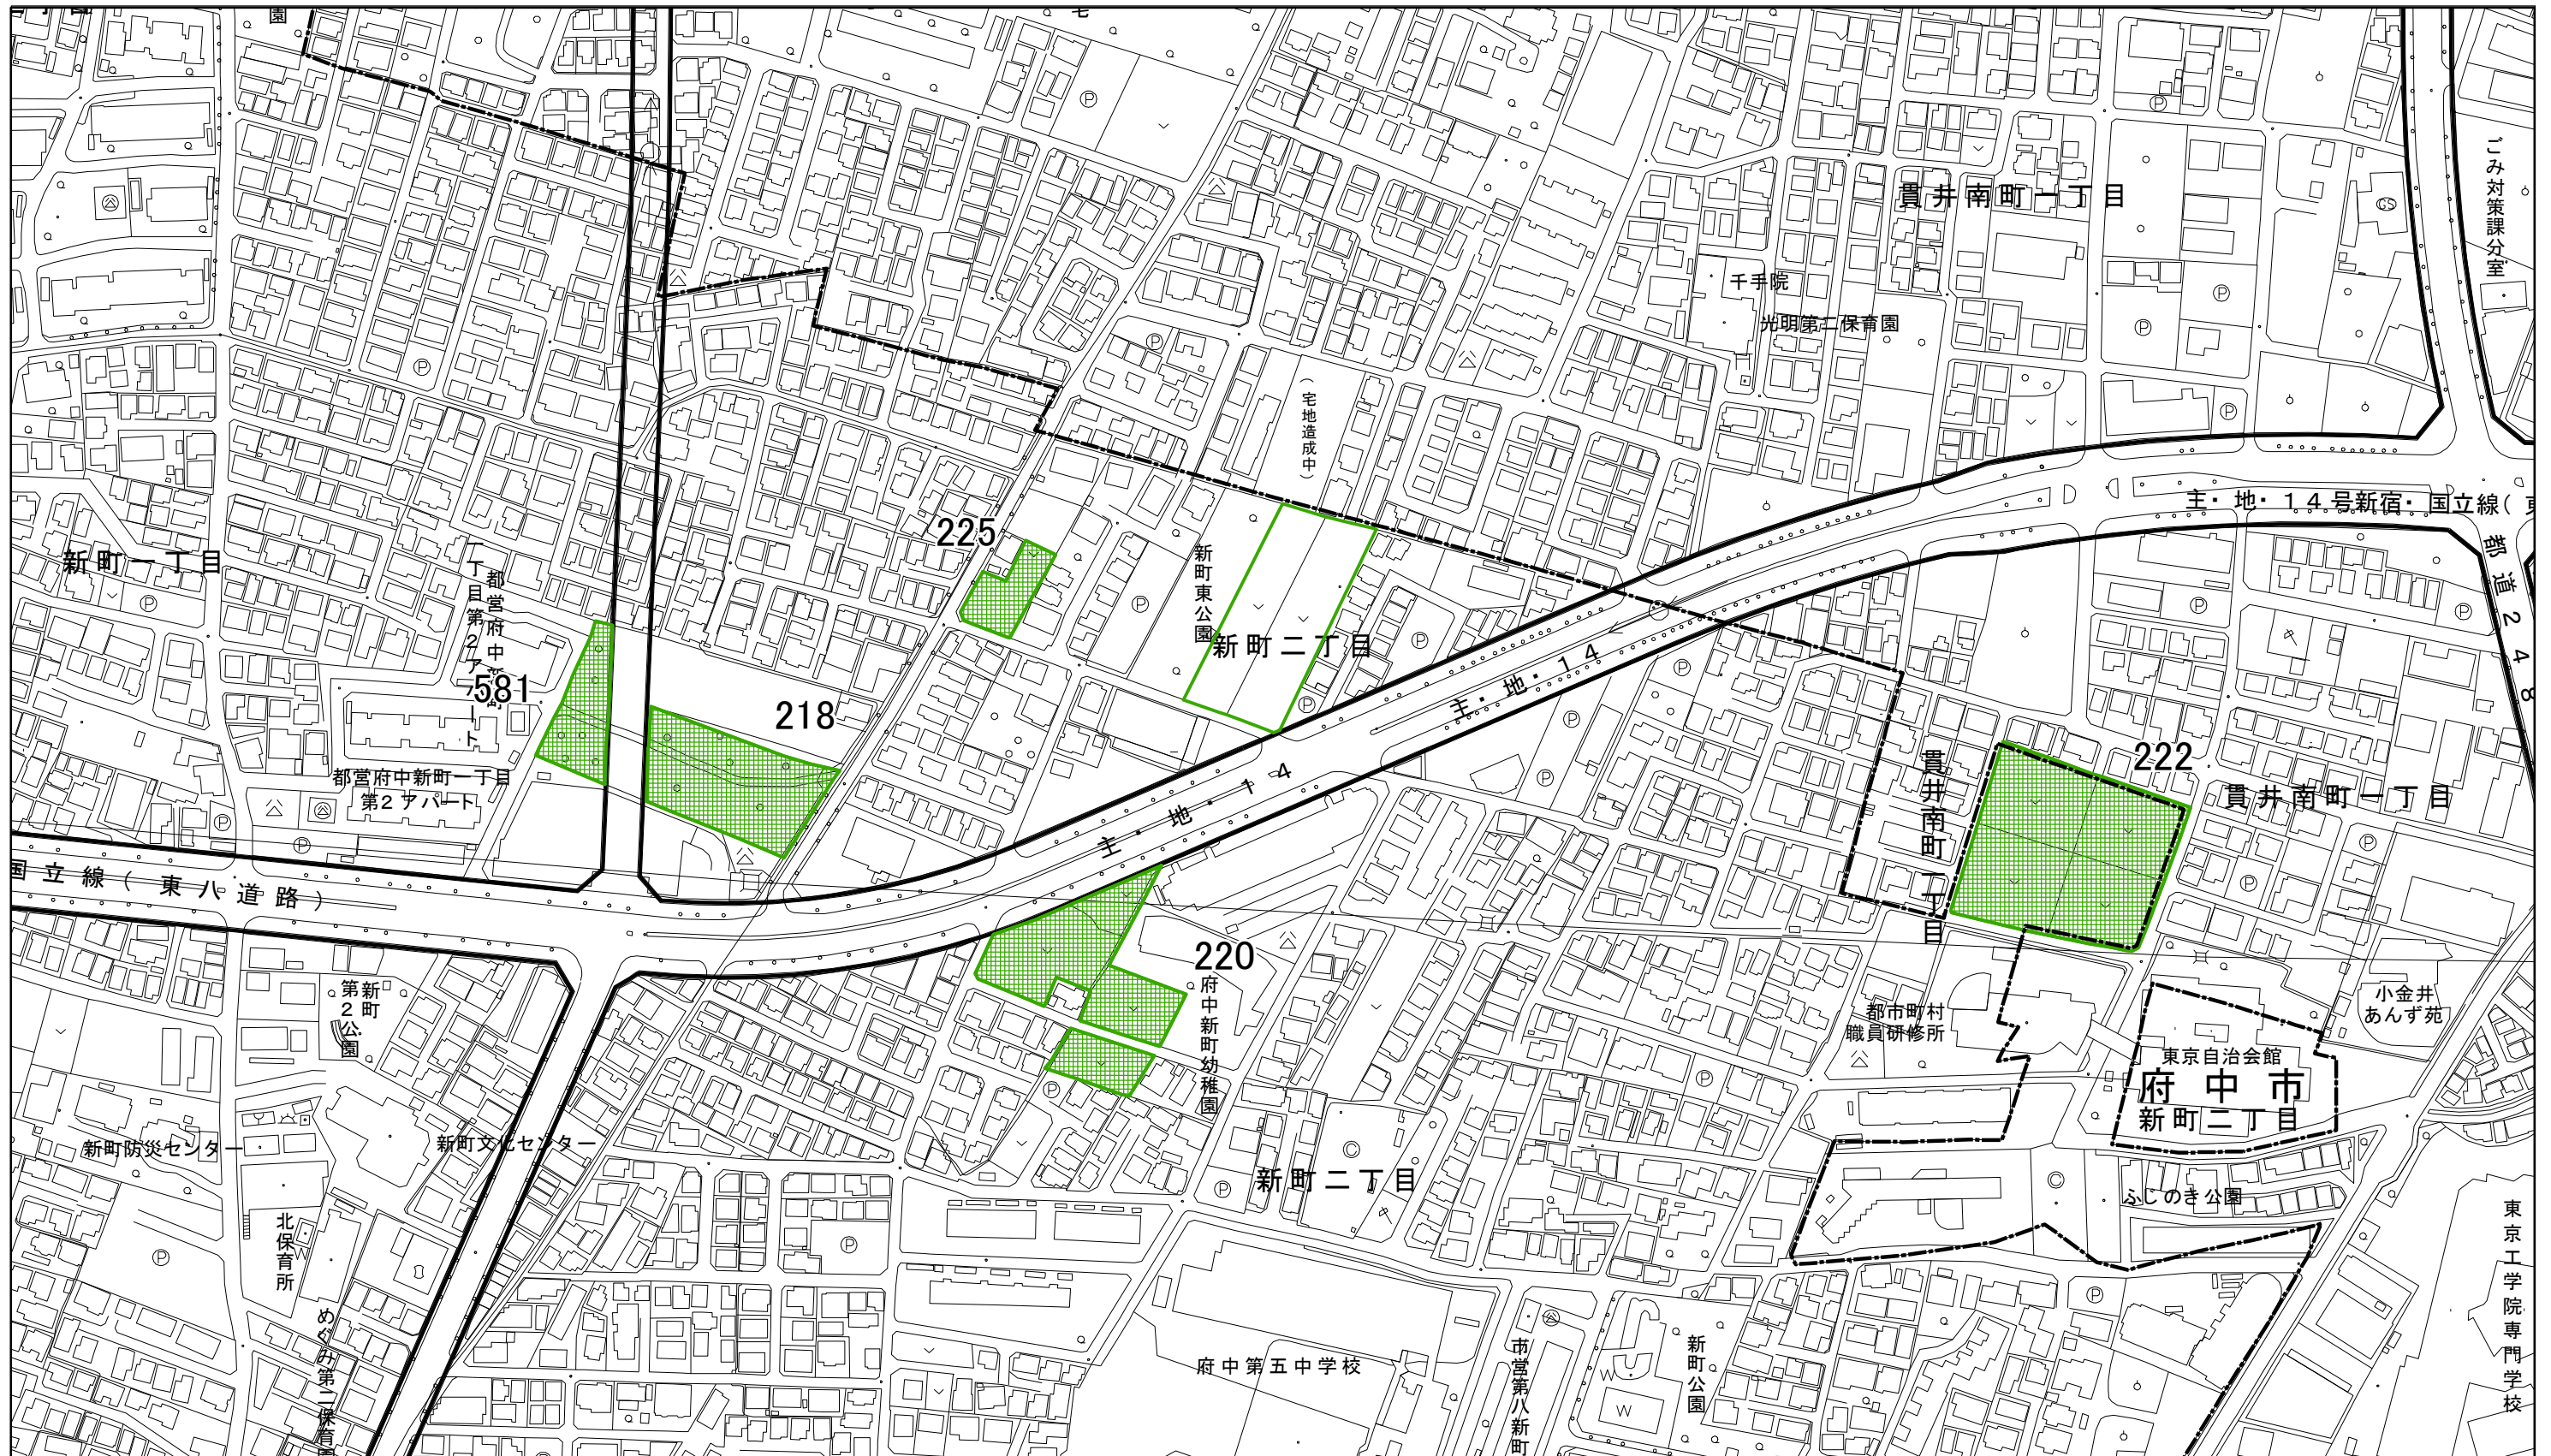 園
貫井南町一丁目
ごみ対策課分室
GS
千手院
光明第二保育園
(宅地造成中)
主・地・14号新宿・国立線(東
都道248
225
新町東公園
新町一丁目
新町二丁目
都営府中新町
一丁目第2アパート
581
218
主・地・14
主・地・14
222
貫井南町一丁目
貫井南町一丁目
都営府中新町一丁目
第2アパート
国立線(東八道路)
220
府中新町幼稚園
新町
第2公園
都市町村
職員研修所
小金井
あんず苑
東京自治会館
府中市
新町二丁目
新町防災センター
新町文化センター
新町二丁目
ふじのき公園
北保育所
東京工学院専門学校
めぐみ第二保育園
府中第五中学校
市営第八新町
新町公園